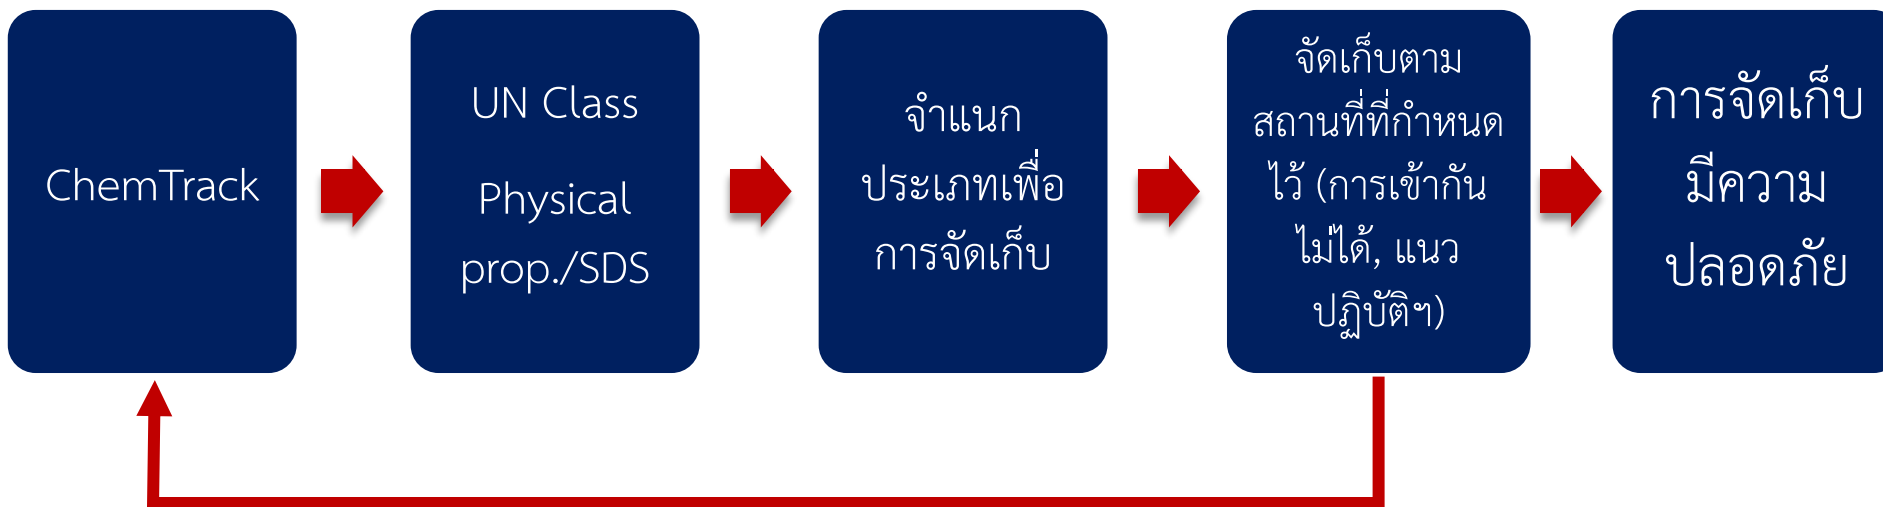 ChemTrack
UN Class
Physical
prop./SDS
จำแนก
ประเภทเพื่อ
การจัดเก็บ
จัดเก็บตาม
สถานที่ที่กำหนด
ไว้ (การเข้ากัน
ไม่ได้, แนว
ปฏิบัติฯ)
การจัดเก็บ
มีความ
ปลอดภัย